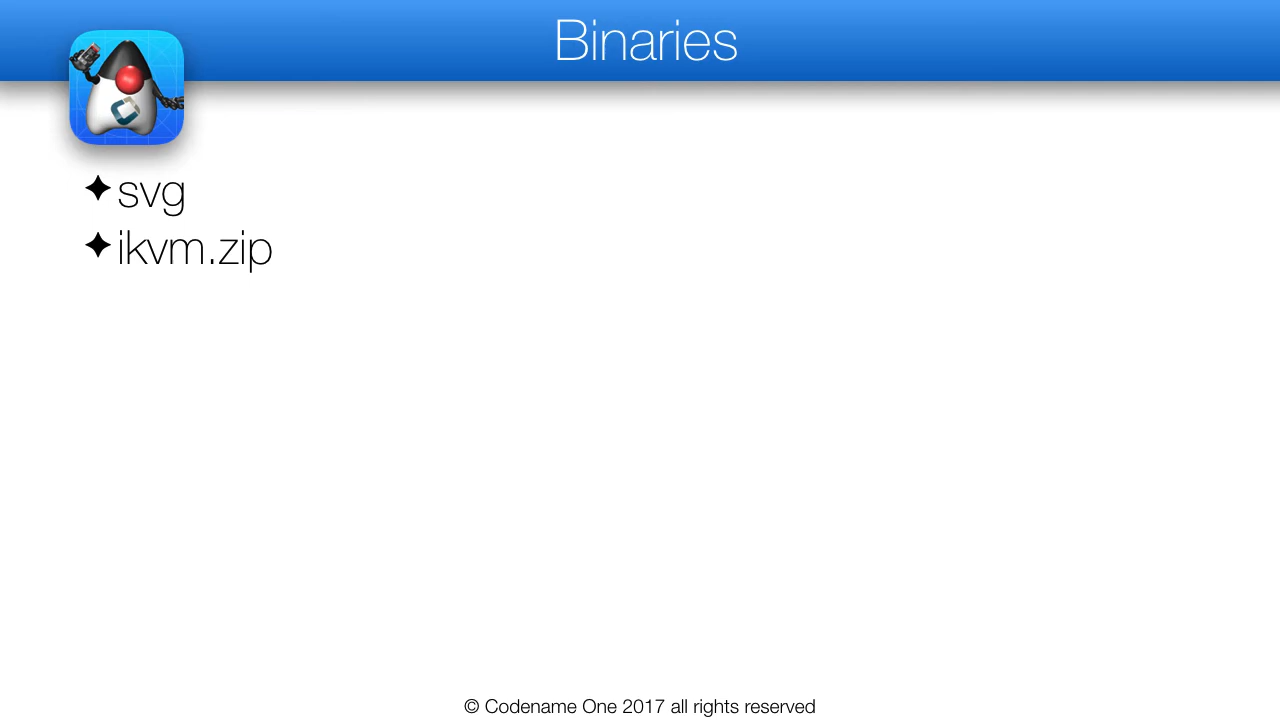 Binaries
✦svg
✦ikvm.zip
© Codename One 2017 all rights reserved